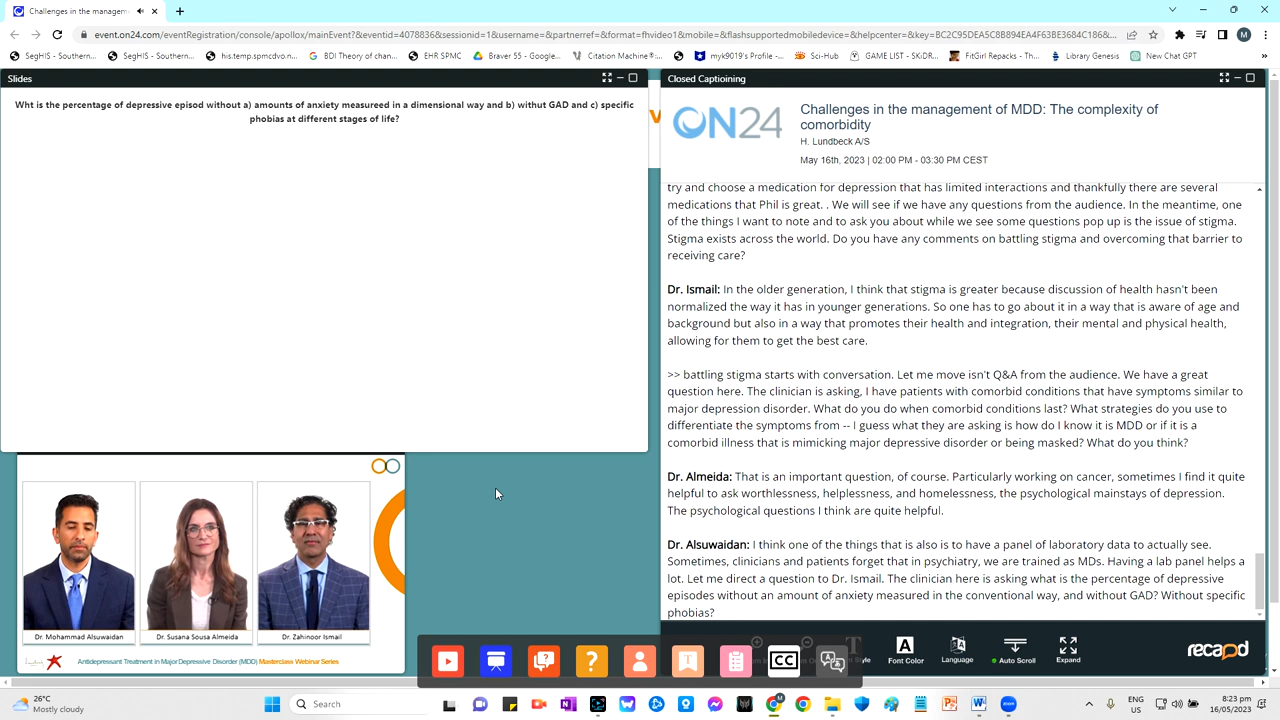 Challenges in the managemen
event.on24.com/eventRegistration/console/apollox/mainEvent?&eventid=4078836&sessionid=1&username=&partnerref=&format=fhvideo1&mobile=&flashsupportedmobiledevice=&helpcenter=&key=BC2C95DEA5C8B894EA4F63BE3684C186&...
M
SegHIS - Southern...
SegHIS - Southern...
his.temp.spmcdvo.n...
BDI Theory of chan...
EHR SPMC
Braver 55 - Google...
Citation Machine®:...
myk9019's Profile -...
Sci-Hub
GAME LIST - SKiDR...
FitGirl Repacks - Th...
Library Genesis
New Chat GPT
Slides
Wht is the percentage of depressive episod without a) amounts of anxiety measureed in a dimensional way and b) withut GAD and c) specific
phobias at different stages of life?
Closed Captioining
ON24
Challenges in the management of MDD: The complexity of
comorbidity
H. Lundbeck A/S
May 16th, 2023 | 02:00 PM - 03:30 PM CEST
try and choose a medication for depression that has limited interactions and thankfully there are several
medications that Phil is great. . We will see if we have any questions from the audience. In the meantime, one
of the things I want to note and to ask you about while we see some questions pop up is the issue of stigma.
Stigma exists across the world. Do you have any comments on battling stigma and overcoming that barrier to
receiving care?
Dr. Ismail: In the older generation, I think that stigma is greater because discussion of health hasn't been
normalized the way it has in younger generations. So one has to go about it in a way that is aware of age and
background but also in a way that promotes their health and integration, their mental and physical health,
allowing for them to get the best care.
>> battling stigma starts with conversation. Let me move isn't Q&A from the audience. We have a great
question here. The clinician is asking, I have patients with comorbid conditions that have symptoms similar to
major depression disorder. What do you do when comorbid conditions last? What strategies do you use to
differentiate the symptoms from -- I guess what they are asking is how do I know it is MDD or if it is a
comorbid illness that is mimicking major depressive disorder or being masked? What do you think?
Dr. Almeida: That is an important question, of course. Particularly working on cancer, sometimes I find it quite
helpful to ask worthlessness, helplessness, and homelessness, the psychological mainstays of depression.
The psychological questions I think are quite helpful.
Dr. Alsuwaidan: I think one of the things that is also is to have a panel of laboratory data to actually see.
Sometimes, clinicians and patients forget that in psychiatry, we are trained as MDs. Having a lab panel helps a
lot. Let me direct a question to Dr. Ismail. The clinician here is asking what is the percentage of depressive
episodes without an amount of anxiety measured in the conventional way, and without GAD? Without specific
phobias?
Dr. Mohammad Alsuwaidan
Dr. Susana Sousa Almeida
Dr. Zahinoor Ismail
Antidepressant Treatment in Major Depressive Disorder (MDD) Masterclass Webinar Series
CC
Font Color
Language
Auto Scroll
Expand
recapd
26°C
Mostly cloudy
Search
ENG
US
8:23 pm
16/05/2023